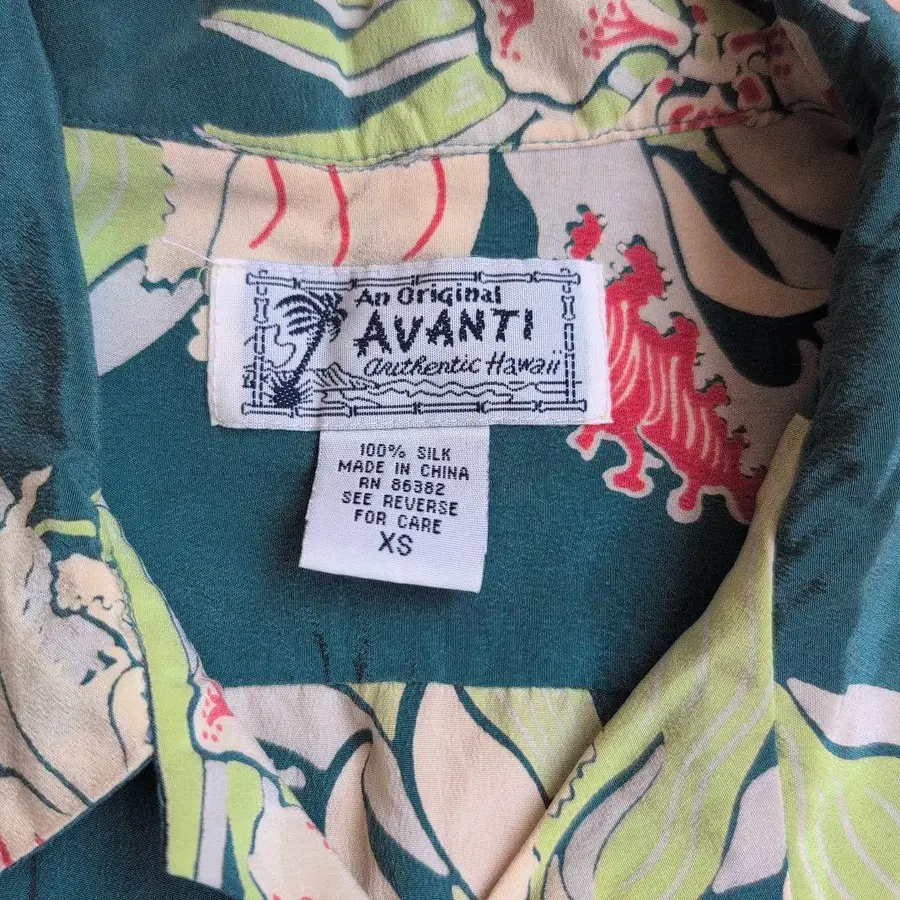 An Original
AVANTI
authentic Hawaii
100% SILK
MADE IN CHINA
RN 86382
SEE REVERSE
FOR CARE
XS